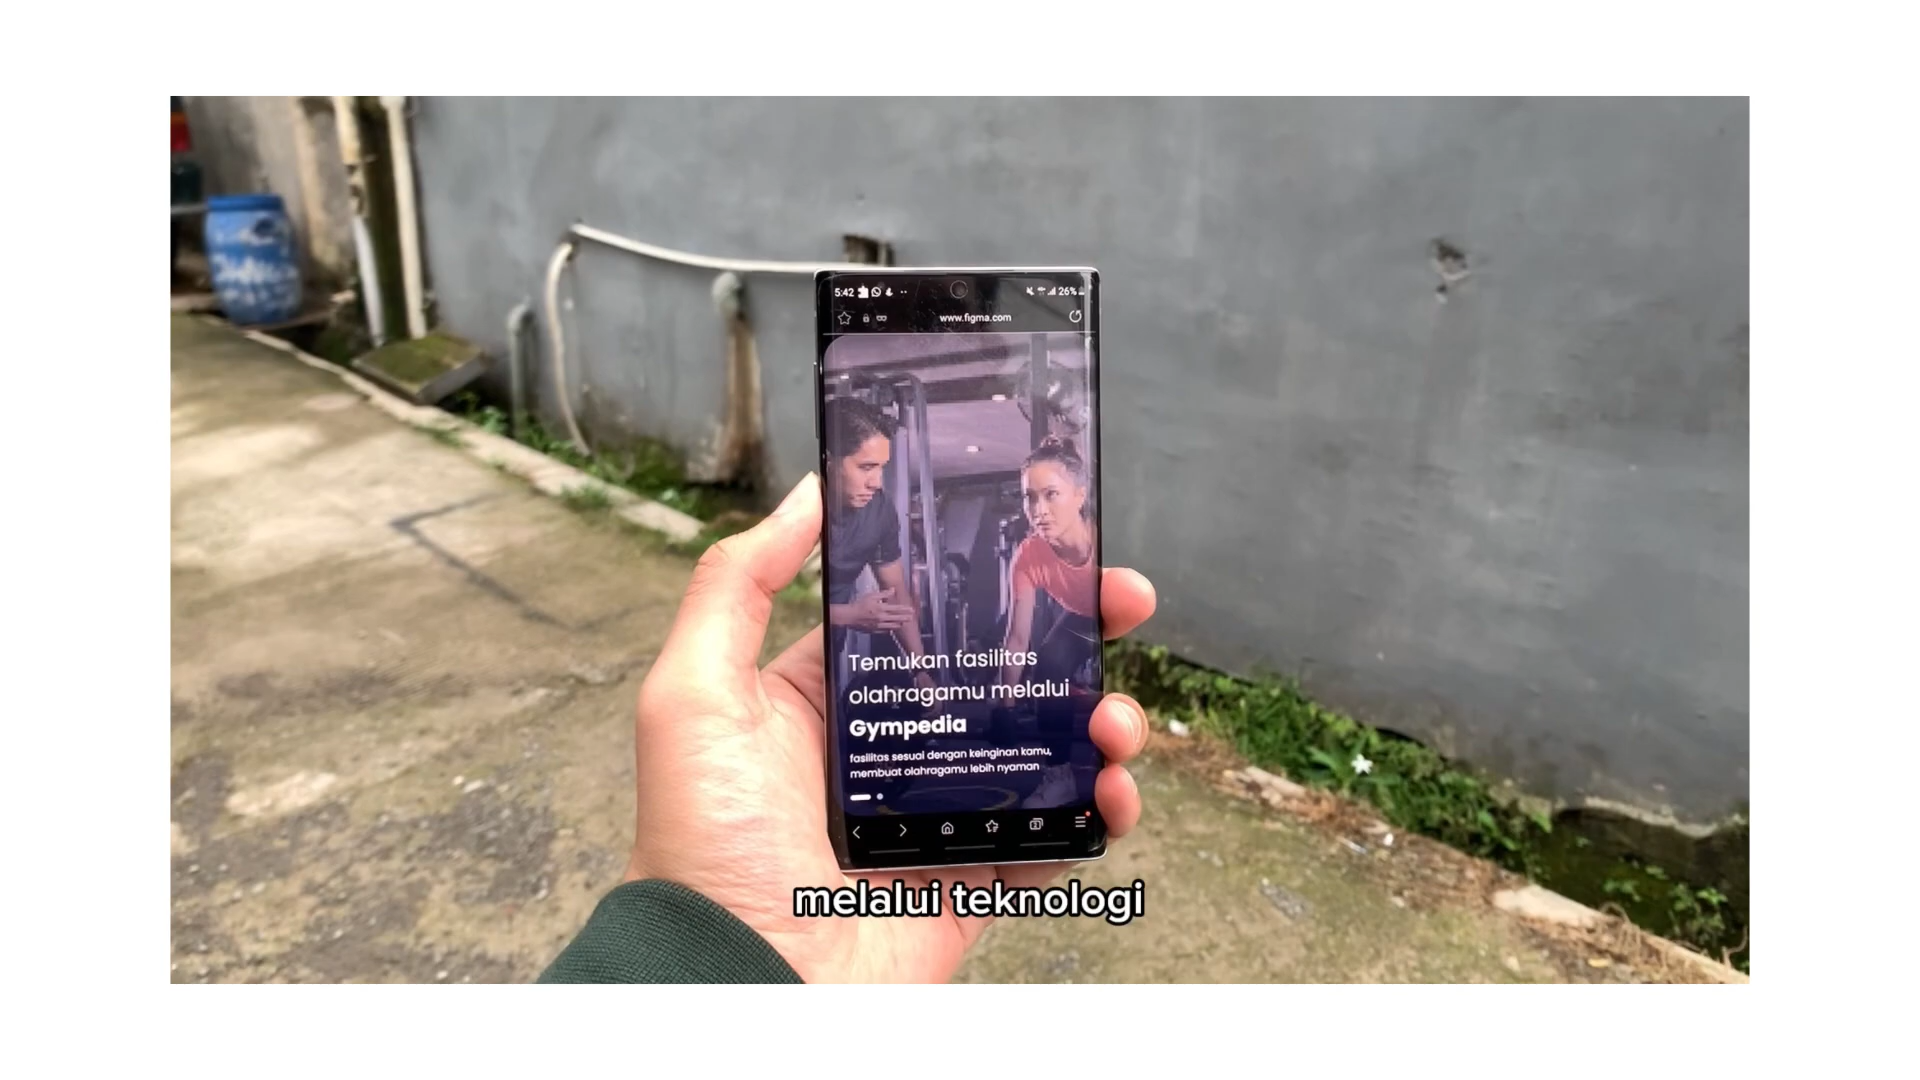 5:42
26%
www.figma.com
Temukan fasilitas
olahragamu melalui
Gympedia
fasilitas sesuai dengan keinginan kamu,
membuat olahragamu lebih nyaman
melalui teknologi